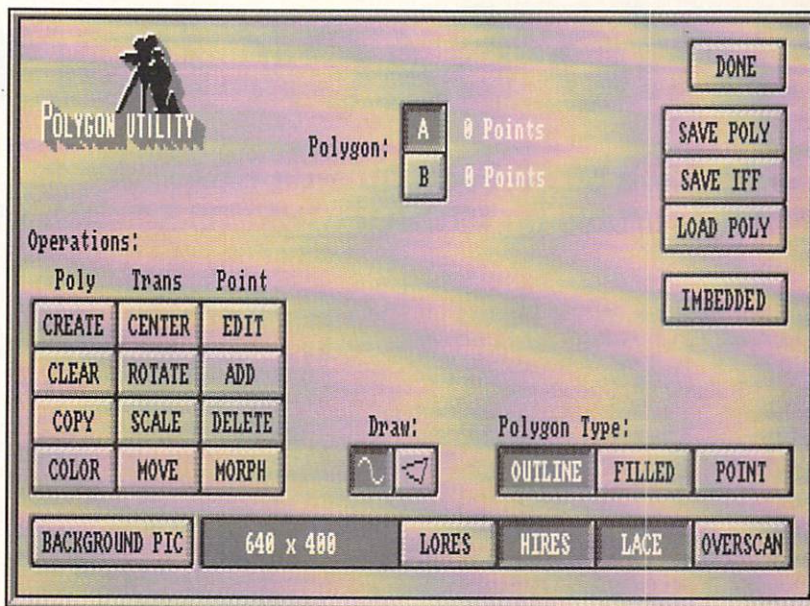 POLYGON UTILITY
DONE
Polygon:
A 0 Points
B 0 Points
SAVE POLY
SAVE IFF
LOAD POLY
IMBEDDED
Operations:
Poly Trans Point
CREATE CENTER EDIT
CLEAR ROTATE ADD
COPY SCALE DELETE
COLOR MOVE MORPH
Draw:
Polygon Type:
OUTLINE FILLED POINT
BACKGROUND PIC 640 x 400 LORES HIRES LACE OVERSCAN